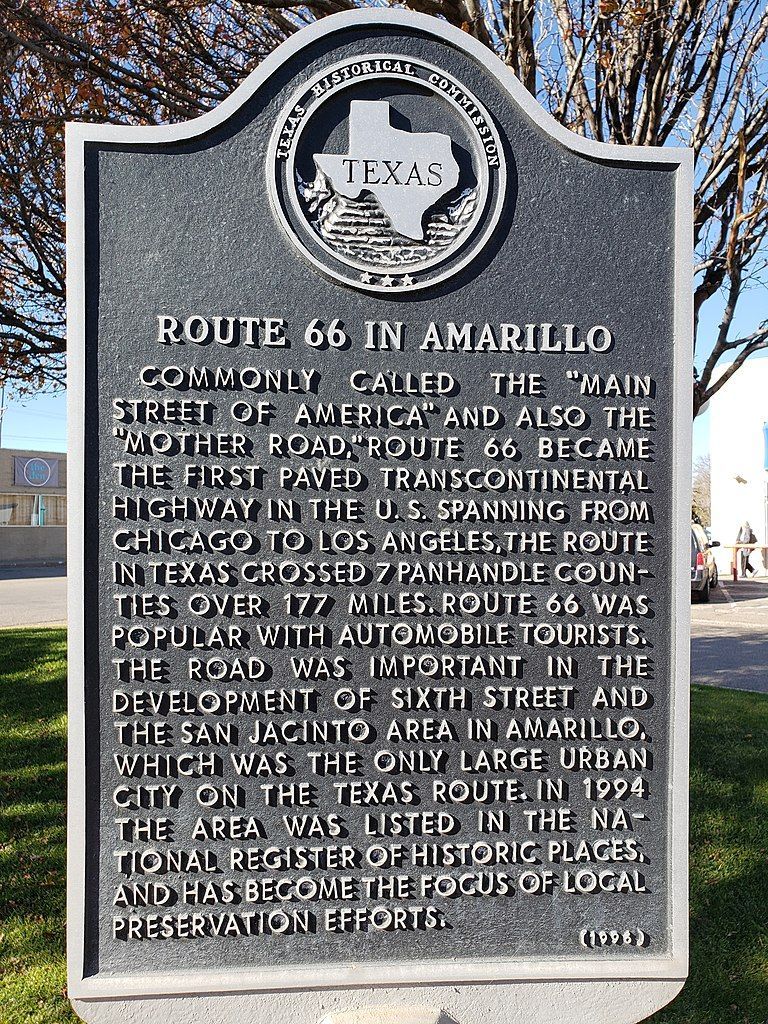 TEXAS HISTORICAL COMMISSION
TEXAS
ROUTE 66 IN AMARILLO
COMMONLY CALLED THE "MAIN
STREET OF AMERICA" AND ALSO THE
"MOTHER ROAD," ROUTE 66 BECAME
THE FIRST PAVED TRANSCONTINENTAL
HIGHWAY IN THE U.S. SPANNING FROM
CHICAGO TO LOS ANGELES, THE ROUTE
IN TEXAS CROSSED 7 PANHANDLE COUN-
TIES OVER 177 MILES. ROUTE 66 WAS
POPULAR WITH AUTOMOBILE TOURISTS.
THE ROAD WAS IMPORTANT IN THE
DEVELOPMENT OF SIXTH STREET AND
THE SAN JACINTO AREA IN AMARILLO,
WHICH WAS THE ONLY LARGE URBAN
CITY ON THE TEXAS ROUTE. IN 1994
THE AREA WAS LISTED IN THE NA-
TIONAL REGISTER OF HISTORIC PLACES,
AND HAS BECOME THE FOCUS OF LOCAL
PRESERVATION EFFORTS.
(1996)
the
den